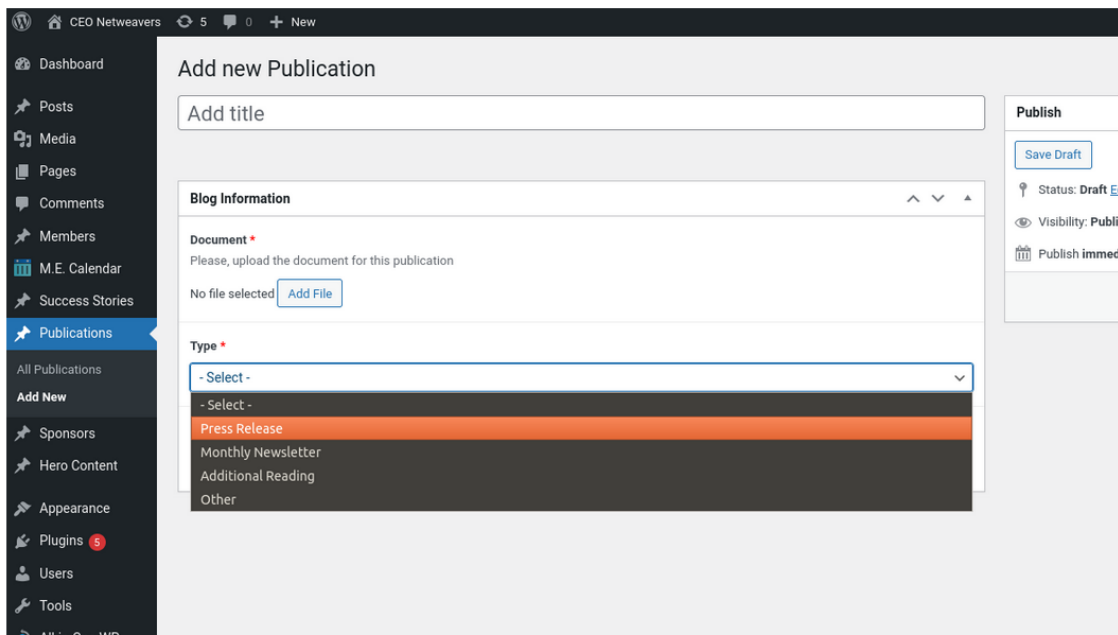 CEO Netweavers 5 0 + New
Dashboard
Posts
Media
Pages
Comments
Members
M.E. Calendar
Success Stories
Publications
All Publications
Add New
Sponsors
Hero Content
Appearance
Plugins 5
Users
Tools
Add new Publication
Add title
Blog Information
Document *
Please, upload the document for this publication
No file selected Add File
Type *
- Select -
- Select -
Press Release
Monthly Newsletter
Additional Reading
Other
Publish
Save Draft
Status: Draft
Visibility:
Publish